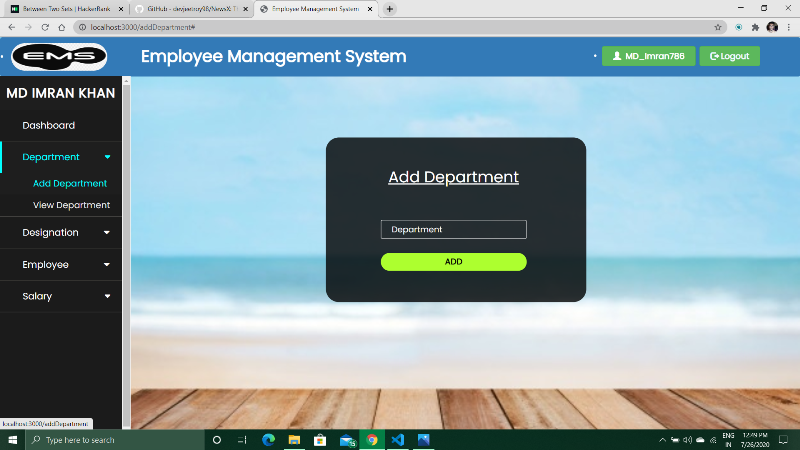 Between Two Sets | HackerRank
GitHub - devjeetroy98/NewsX: Th
Employee Management System
localhost:3000/addDepartment#
EMS
Employee Management System
MD_Imran786
Logout
MD IMRAN KHAN
Dashboard
Department
Add Department
View Department
Designation
Employee
Salary
Add Department
Department
ADD
localhost:3000/addDepartment
Type here to search
ENG
IN
12:49 PM
7/26/2020